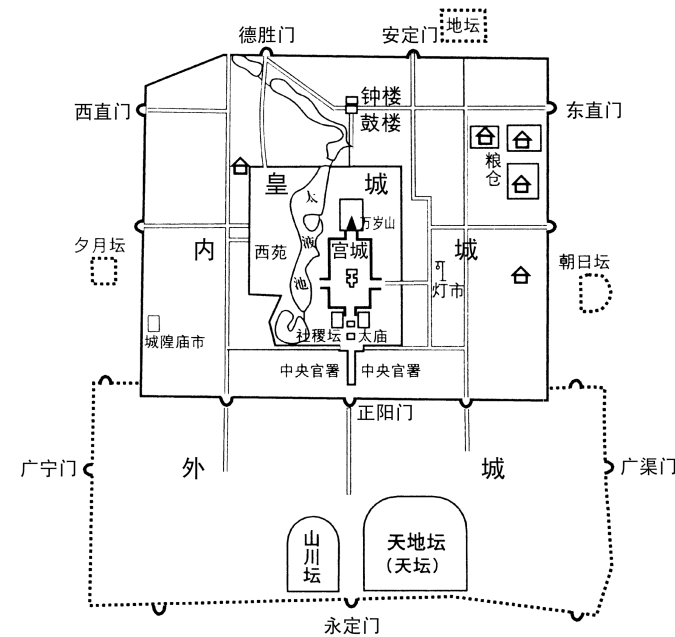 地坛
德胜门
安定门
西直门
钟楼
鼓楼
东直门
粮
仓
皇
城
太
液
池
万岁山
夕月坛
内
西苑
宫城
城
朝日坛
灯市
城隍庙市
社稷坛
太庙
中央官署
中央官署
正阳门
广宁门
外
城
广渠门
山
川
坛
天地坛
(天坛)
永定门